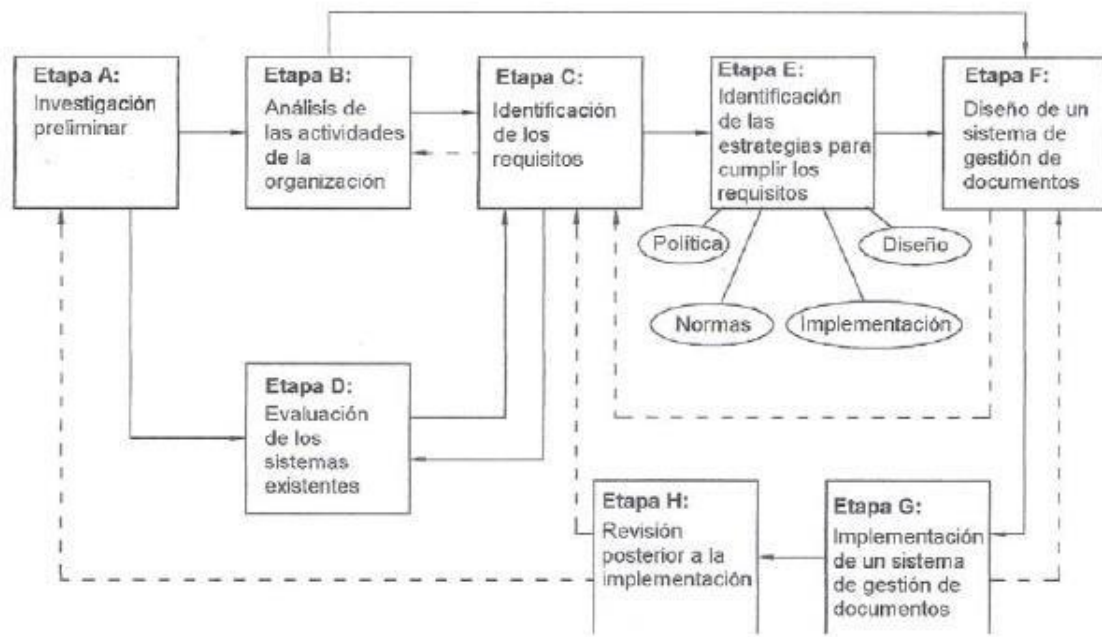 Etapa A:
Investigación
preliminar
Etapa B:
Análisis de
las actividades
de la
organización
Etapa C:
Identificación
de los
requisitos
Etapa E:
Identificación
de las
estrategias para
cumplir los
requisitos
Etapa F:
Diseño de un
sistema de
gestión de
documentos
Política
Diseño
Normas
Implementación
Etapa D:
Evaluación
de los
sistemas
existentes
Etapa H:
Revisión
posterior a la
implementación
Etapa G:
Implementación
de un sistema
de gestión de
documentos